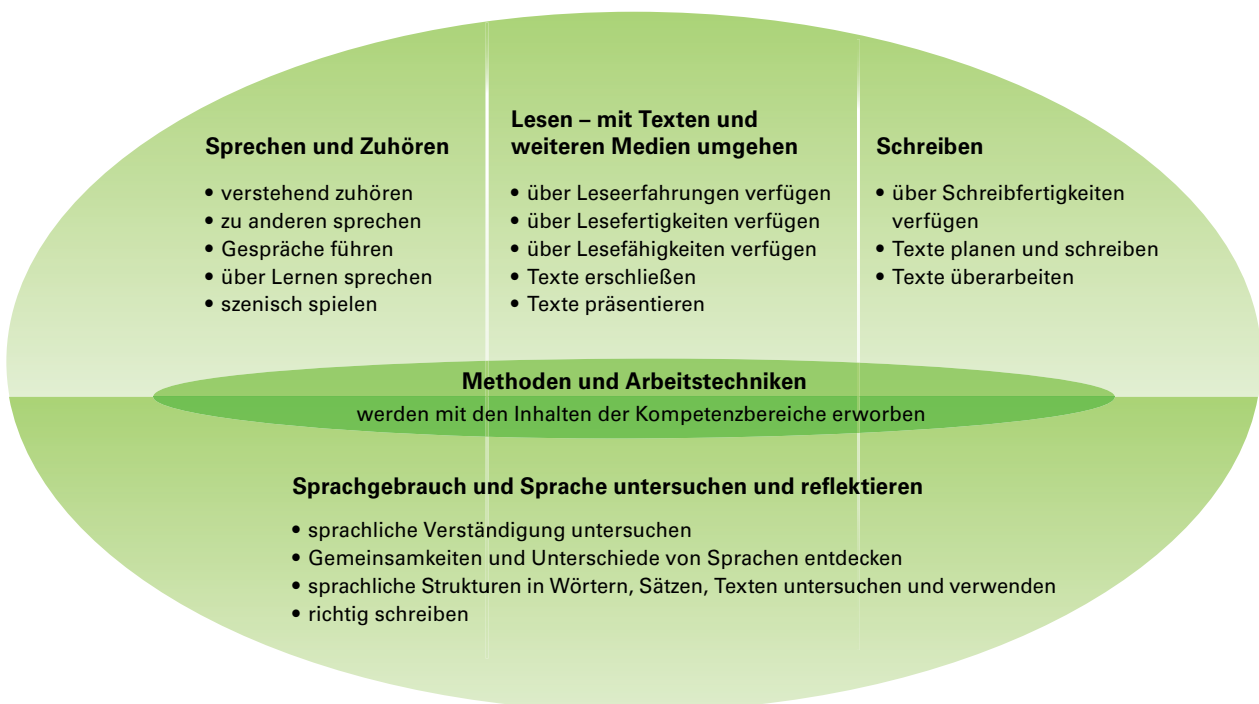 Sprechen und Zuhören
• verstehend zuhören
• zu anderen sprechen
• Gespräche führen
• über Lernen sprechen
• szenisch spielen
Lesen – mit Texten und
weiteren Medien umgehen
• über Leseerfahrungen verfügen
• über Lesefertigkeiten verfügen
• über Lesefähigkeiten verfügen
• Texte erschließen
• Texte präsentieren
Schreiben
• über Schreibfertigkeiten
verfügen
• Texte planen und schreiben
• Texte überarbeiten
Methoden und Arbeitstechniken
werden mit den Inhalten der Kompetenzbereiche erworben
Sprachgebrauch und Sprache untersuchen und reflektieren
• sprachliche Verständigung untersuchen
• Gemeinsamkeiten und Unterschiede von Sprachen entdecken
• sprachliche Strukturen in Wörtern, Sätzen, Texten untersuchen und verwenden
• richtig schreiben